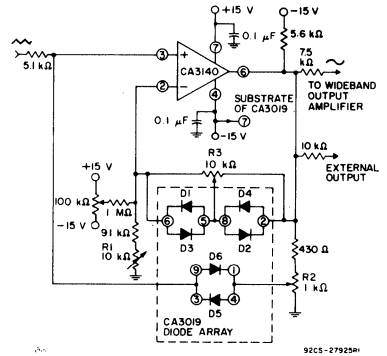 +15 V
-15 V
0.1 µF
5.6 kΩ
7.5 kΩ
5.1 kΩ
3
+
7
CA3140
6
2
−
4
TO WIDEBAND
OUTPUT
AMPLIFIER
SUBSTRATE
OF CA3019
0.1 µF
7
-15 V
R3
10 kΩ
10 kΩ
EXTERNAL
OUTPUT
+15 V
100 kΩ
-15 V
1 MΩ
91 kΩ
R1
10 kΩ
D1
D4
6
5
8
2
D3
D2
D6
9
1
3
4
D5
430 Ω
R2
1 kΩ
CA3019
DIODE ARRAY
92CS-27925R1